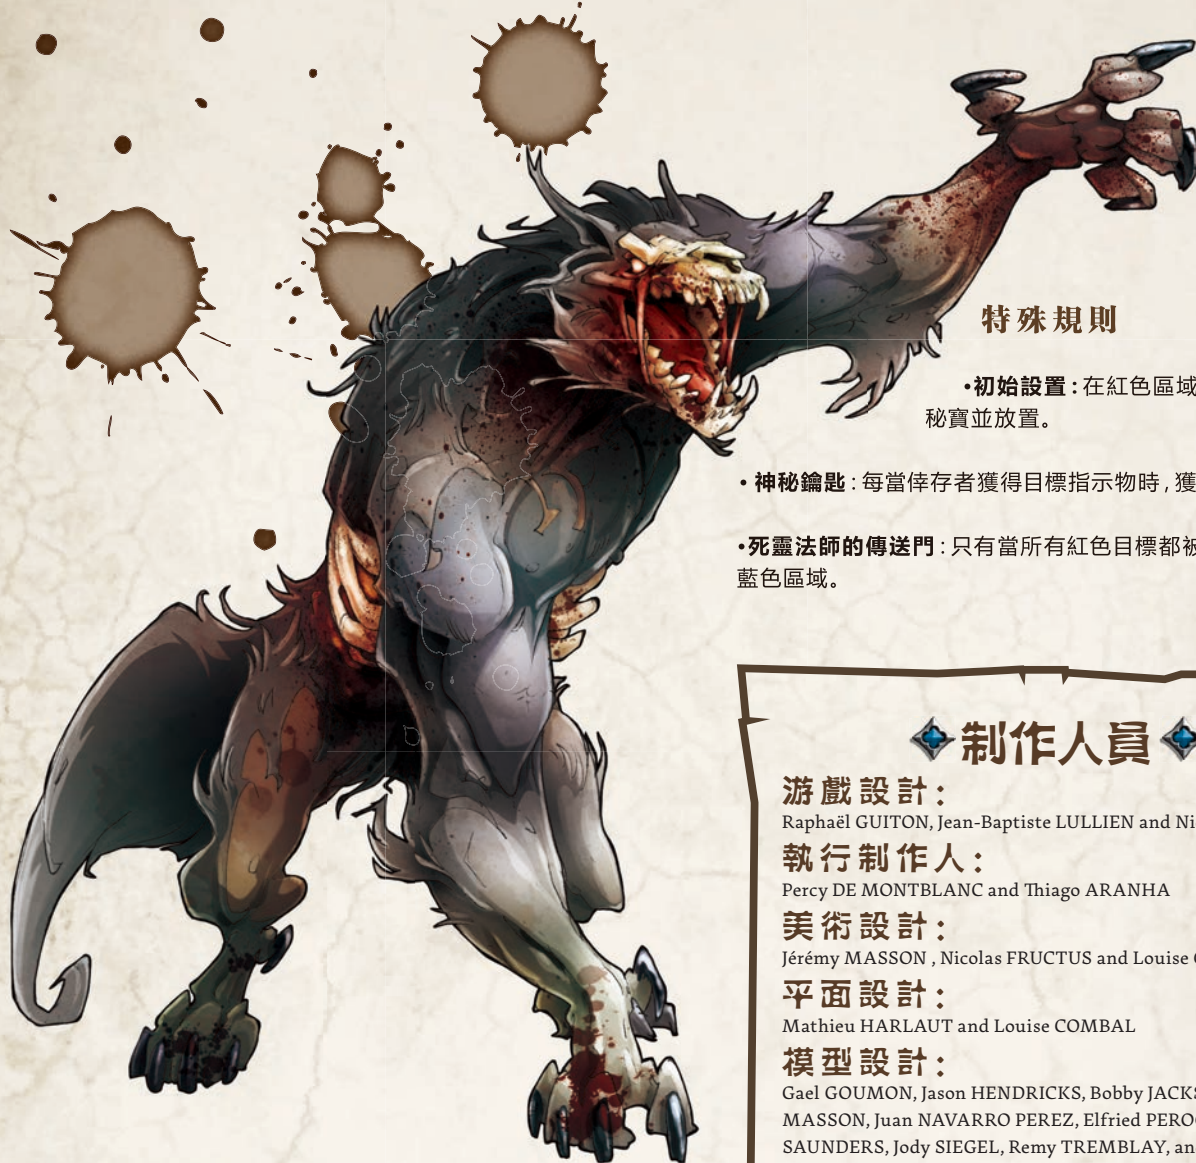 特殊規則
•初始設置：在紅色區域
秘寶並放置。
• 神秘鑰匙：每當倖存者獲得目標指示物時，獲
•死靈法師的傳送門：只有當所有紅色目標都被
藍色區域。
制作人員
游戲設計：
Raphaël GUITON, Jean-Baptiste LULLIEN and
執行制作人：
Percy DE MONTBLANC and Thiago ARANHA
美術設計：
Jérémy MASSON , Nicolas FRUCTUS and Louise
平面設計：
Mathieu HARLAUT and Louise COMBAL
模型設計：
Gael GOUMON, Jason HENDRICKS, Bobby
MASSON, Juan NAVARRO PEREZ, Elfried
SAUNDERS, Jody SIEGEL, Remy TREMBLAY,